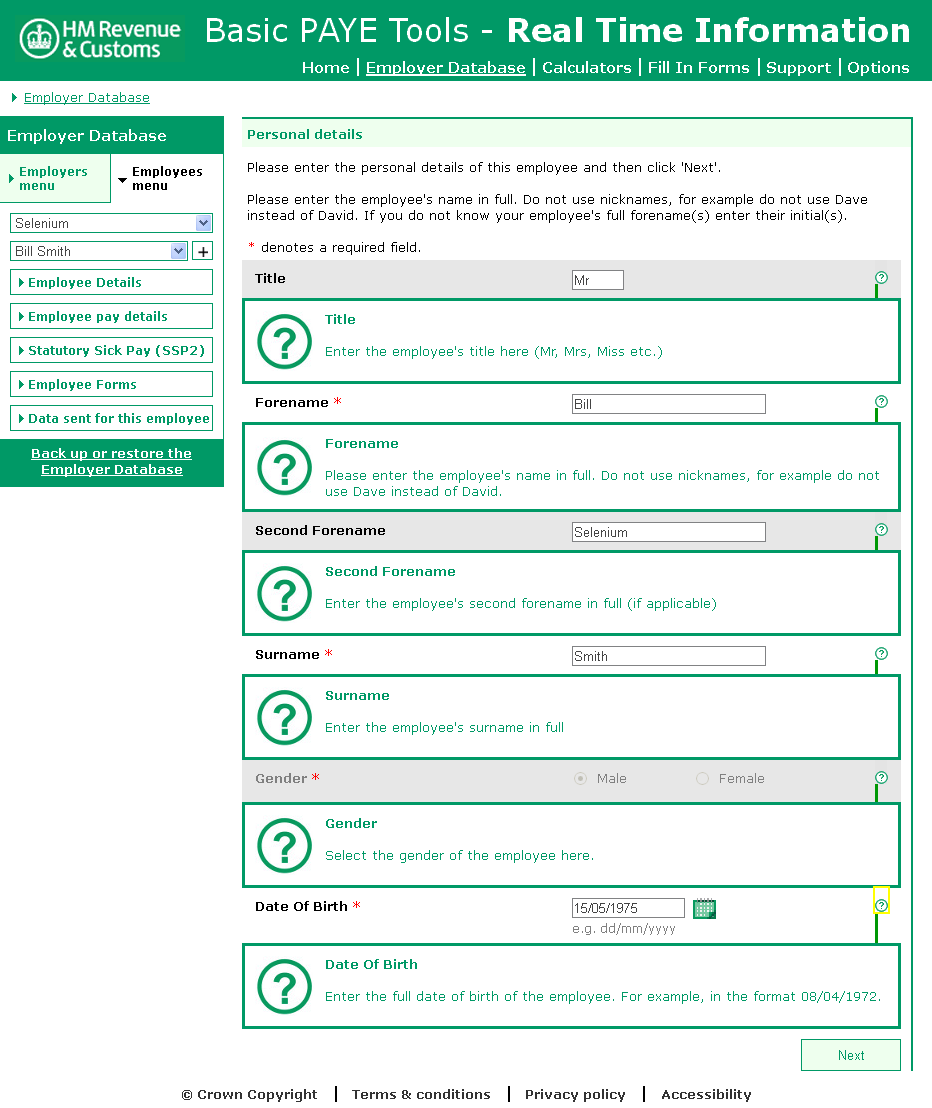 HM Revenue
& Customs
Basic PAYE Tools - Real Time Information
Home | Employer Database | Calculators | Fill In Forms | Support | Options
Employer Database
Employer Database
Employers
menu
Employees
menu
Selenium
Bill Smith
+
Employee Details
Employee pay details
Statutory Sick Pay (SSP2)
Employee Forms
Data sent for this employee
Back up or restore the
Employer Database
Personal details
Please enter the personal details of this employee and then click 'Next'.
Please enter the employee's name in full. Do not use nicknames, for example do not use Dave
instead of David. If you do not know your employee's full forename(s) enter their initial(s).
* denotes a required field.
Title Mr ?
? Title
Enter the employee's title here (Mr, Mrs, Miss etc.)
Forename * Bill ?
? Forename
Please enter the employee's name in full. Do not use nicknames, for example do not
use Dave instead of David.
Second Forename Selenium ?
? Second Forename
Enter the employee's second forename in full (if applicable)
Surname * Smith ?
? Surname
Enter the employee's surname in full
Gender * Male Female ?
? Gender
Select the gender of the employee here.
Date Of Birth * 15/05/1975 ?
e.g. dd/mm/yyyy
? Date Of Birth
Enter the full date of birth of the employee. For example, in the format 08/04/1972.
Next
© Crown Copyright | Terms & conditions | Privacy policy | Accessibility